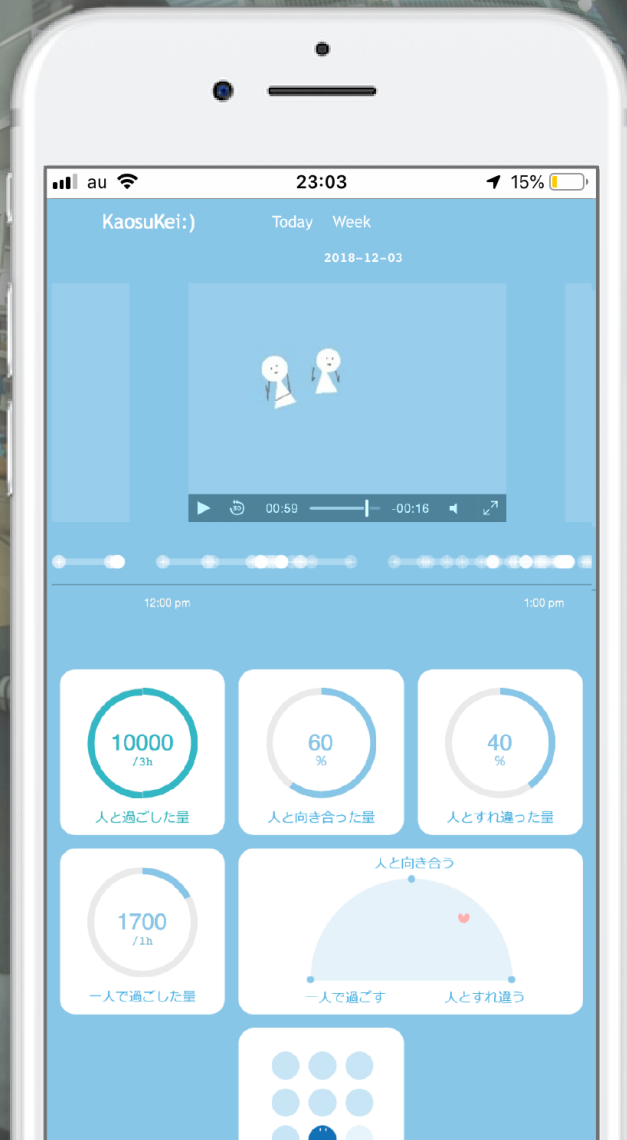 au 23:03 15%
KaosuKei:) Today Week
2018-12-03
30 00:59 -00:16
12:00 pm 1:00 pm
10000 60 40
/3h % %
人と過ごした量 人と向き合った量 人とすれ違った量
人と向き合う
1700
/1h
一人で過ごした量 一人で過ごす 人とすれ違う